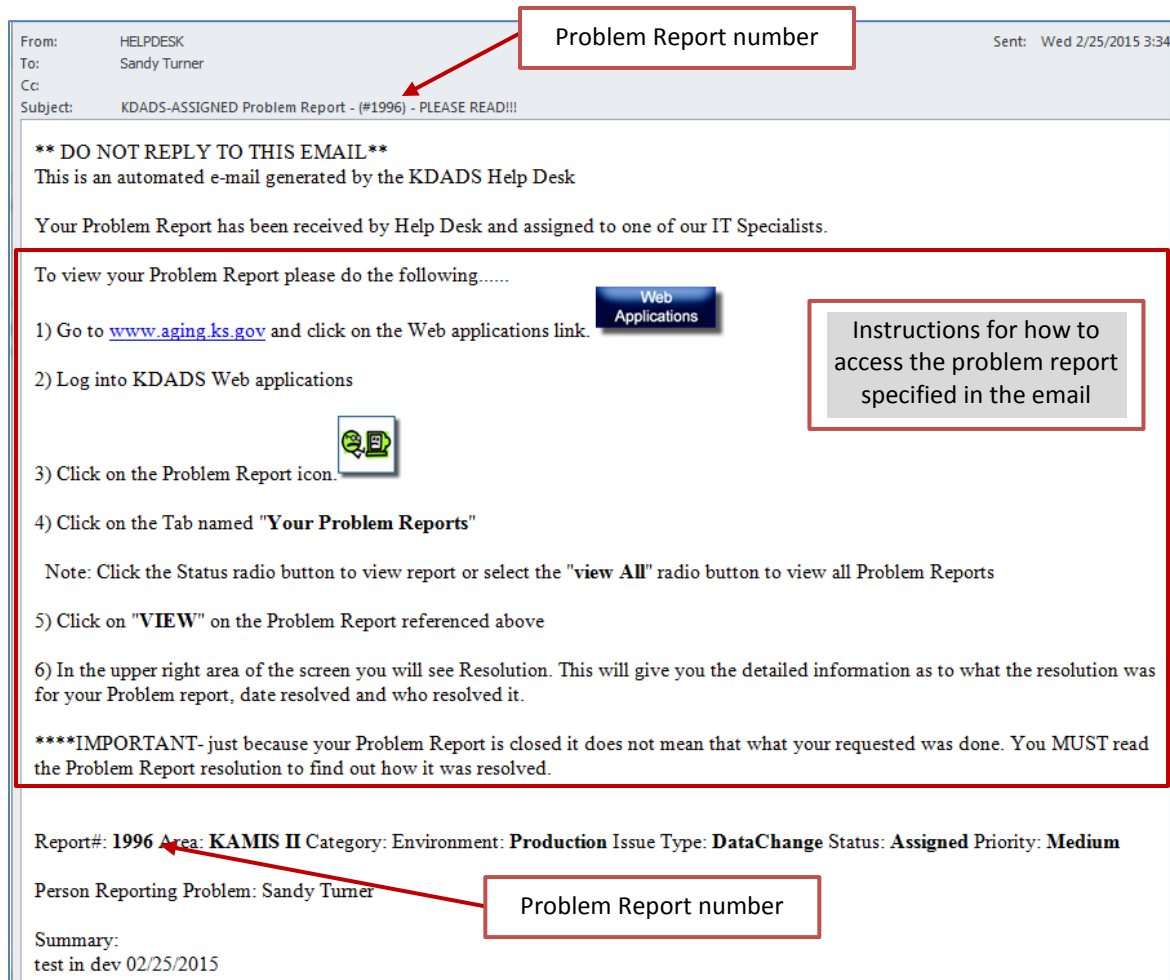 Problem Report number
From: HELPDESK Sent: Wed 2/25/2015 3:34
To: Sandy Turner
Cc:
Subject: KDADS-ASSIGNED Problem Report - (#1996) - PLEASE READ!!!
** DO NOT REPLY TO THIS EMAIL**
This is an automated e-mail generated by the KDADS Help Desk
Your Problem Report has been received by Help Desk and assigned to one of our IT Specialists.
To view your Problem Report please do the following......
Web
Applications
1) Go to www.aging.ks.gov and click on the Web applications link.
Instructions for how to
access the problem report
specified in the email
2) Log into KDADS Web applications
3) Click on the Problem Report icon.
4) Click on the Tab named "Your Problem Reports"
Note: Click the Status radio button to view report or select the "view All" radio button to view all Problem Reports
5) Click on "VIEW" on the Problem Report referenced above
6) In the upper right area of the screen you will see Resolution. This will give you the detailed information as to what the resolution was
for your Problem report, date resolved and who resolved it.
****IMPORTANT- just because your Problem Report is closed it does not mean that what your requested was done. You MUST read
the Problem Report resolution to find out how it was resolved.
Report#: 1996 Area: KAMIS II Category: Environment: Production Issue Type: DataChange Status: Assigned Priority: Medium
Person Reporting Problem: Sandy Turner
Problem Report number
Summary:
test in dev 02/25/2015